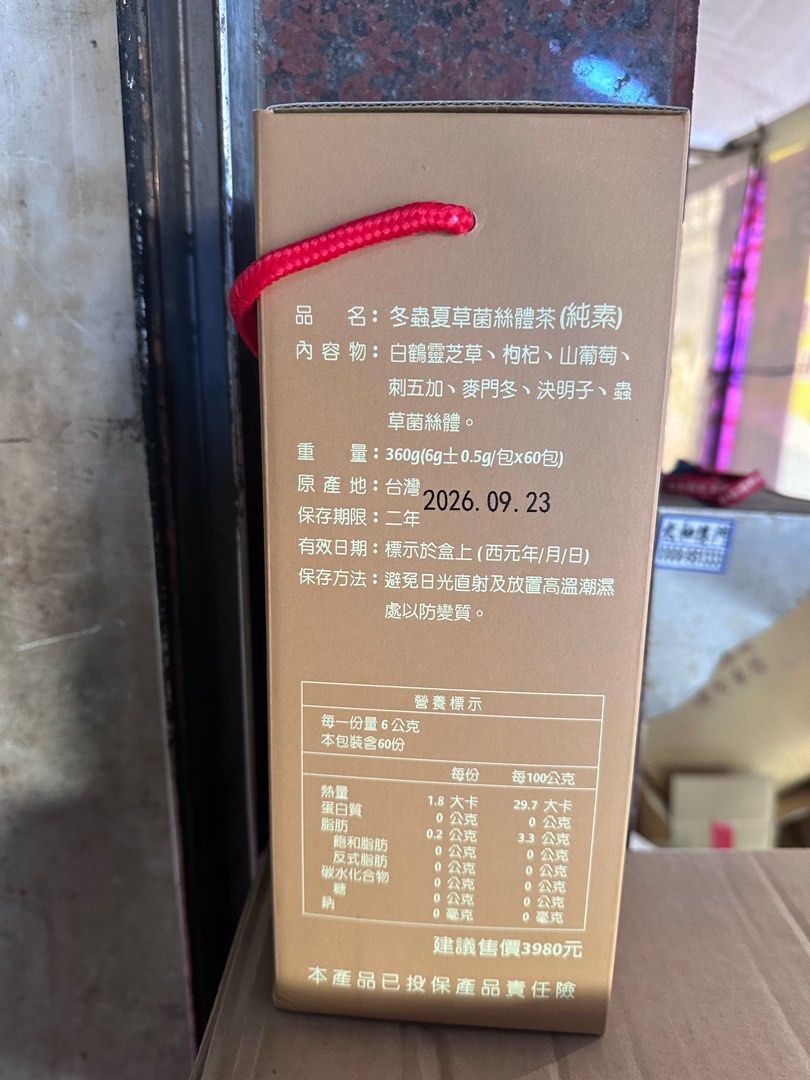 品名：冬蟲夏草菌絲體茶(純素)
內容物：白鶴靈芝草、枸杞、山葡萄、
刺五加、麥門冬、決明子、蟲
草菌絲體。
重量：360g(6g±0.5g/包x60包)
原產地：台灣
2026.09.23
保存期限：二年
有效日期：標示於盒上(西元年/月/日)
保存方法：避免日光直射及放置高溫潮濕
處以防變質。
營養標示
每一份量6公克
本包裝含60份
每份 每100公克
熱量 1.8 大卡 29.7 大卡
蛋白質 0 公克 0 公克
脂肪 0.2 公克 3.3 公克
飽和脂肪 0 公克 0 公克
反式脂肪 0 公克 0 公克
碳水化合物 0 公克 0 公克
糖 0 公克 0 公克
鈉 0 毫克 0 毫克
建議售價3980元
本產品已投保產品責任險